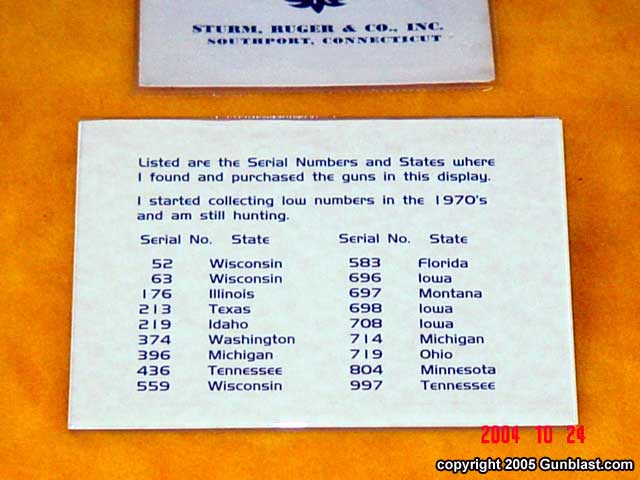 STURM, RUGER & CO., INC.
SOUTHPORT, CONNECTICUT
Listed are the Serial Numbers and States where
I found and purchased the guns in this display.
I started collecting low numbers in the 1970's
and am still hunting.
Serial No. State Serial No. State
52 Wisconsin 583 Florida
63 Wisconsin 696 Iowa
176 Illinois 697 Montana
213 Texas 698 Iowa
219 Idaho 708 Iowa
374 Washington 714 Michigan
396 Michigan 719 Ohio
436 Tennessee 804 Minnesota
559 Wisconsin 997 Tennessee
2004 10 24
copyright 2005 Gunblast.com